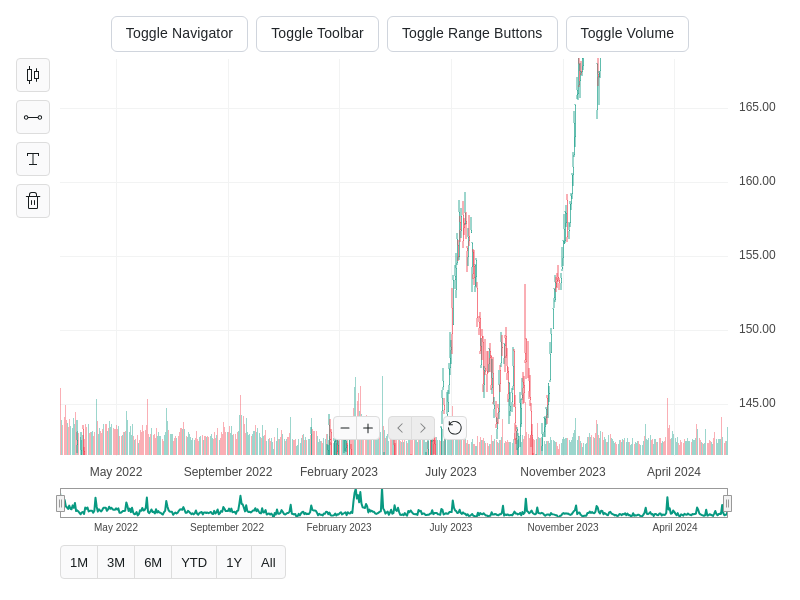 Toggle Navigator Toggle Toolbar Toggle Range Buttons Toggle Volume
165.00
160.00
155.00
150.00
145.00
May 2022 September 2022 February 2023 July 2023 November 2023 April 2024
May 2022 September 2022 February 2023 July 2023 November 2023 April 2024
1M 3M 6M YTD 1Y All